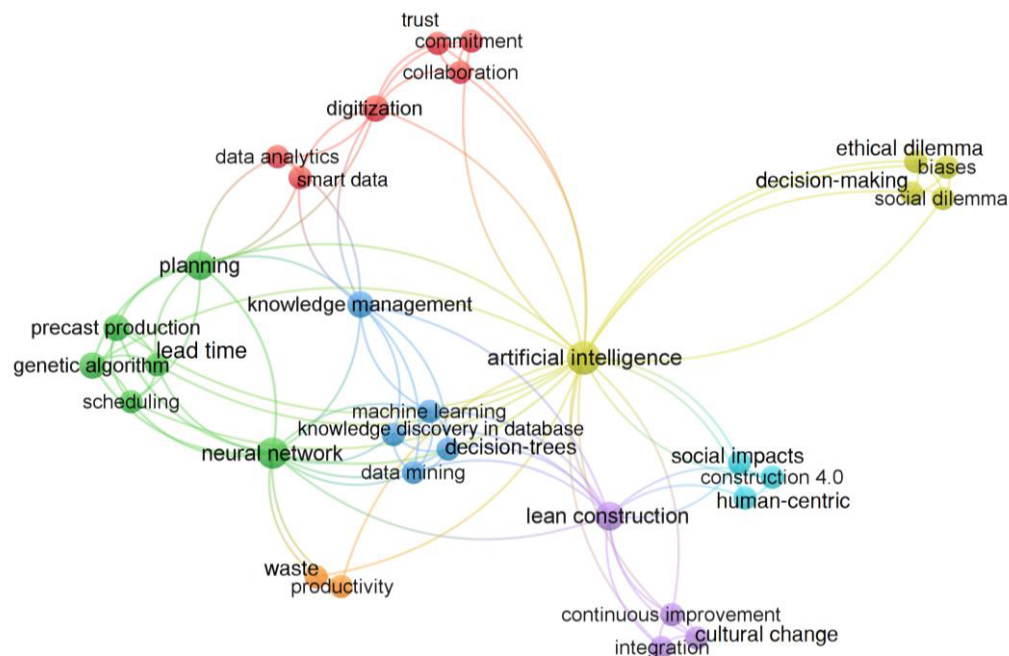 trust
commitment
collaboration
digitization
data analytics
smart data
ethical dilemma
biases
decision-making
social dilemma
planning
knowledge management
precast production
lead time
genetic algorithm
artificial intelligence
scheduling
machine learning
knowledge discovery in database
neural network
decision-trees
data mining
social impacts
construction 4.0
human-centric
lean construction
waste
productivity
continuous improvement
cultural change
integration